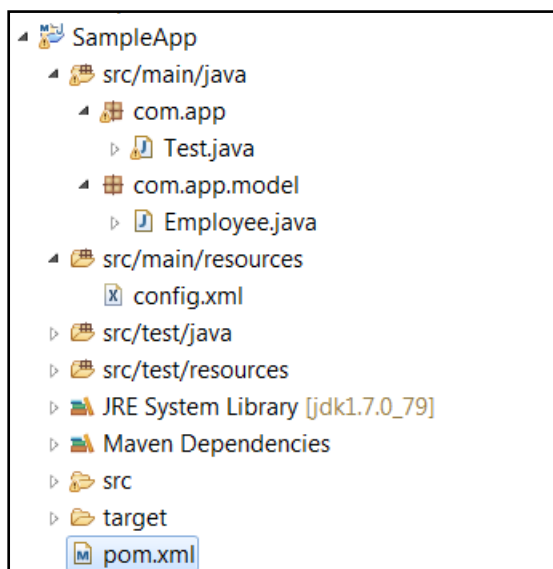 SampleApp
src/main/java
com.app
Test.java
com.app.model
Employee.java
src/main/resources
config.xml
src/test/java
src/test/resources
JRE System Library [jdk1.7.0_79]
Maven Dependencies
src
target
pom.xml